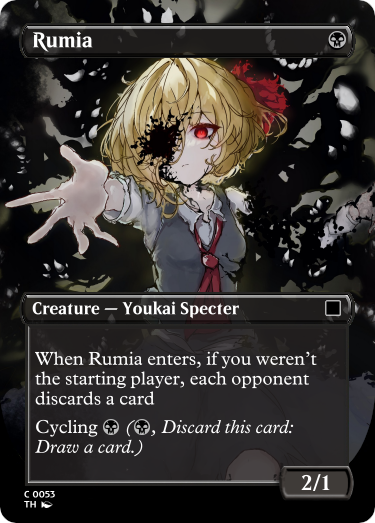 Rumia
Creature — Youkai Specter
When Rumia enters, if you weren't
the starting player, each opponent
discards a card
Cycling (, Discard this card:
Draw a card.)
2/1
C 0053
TH